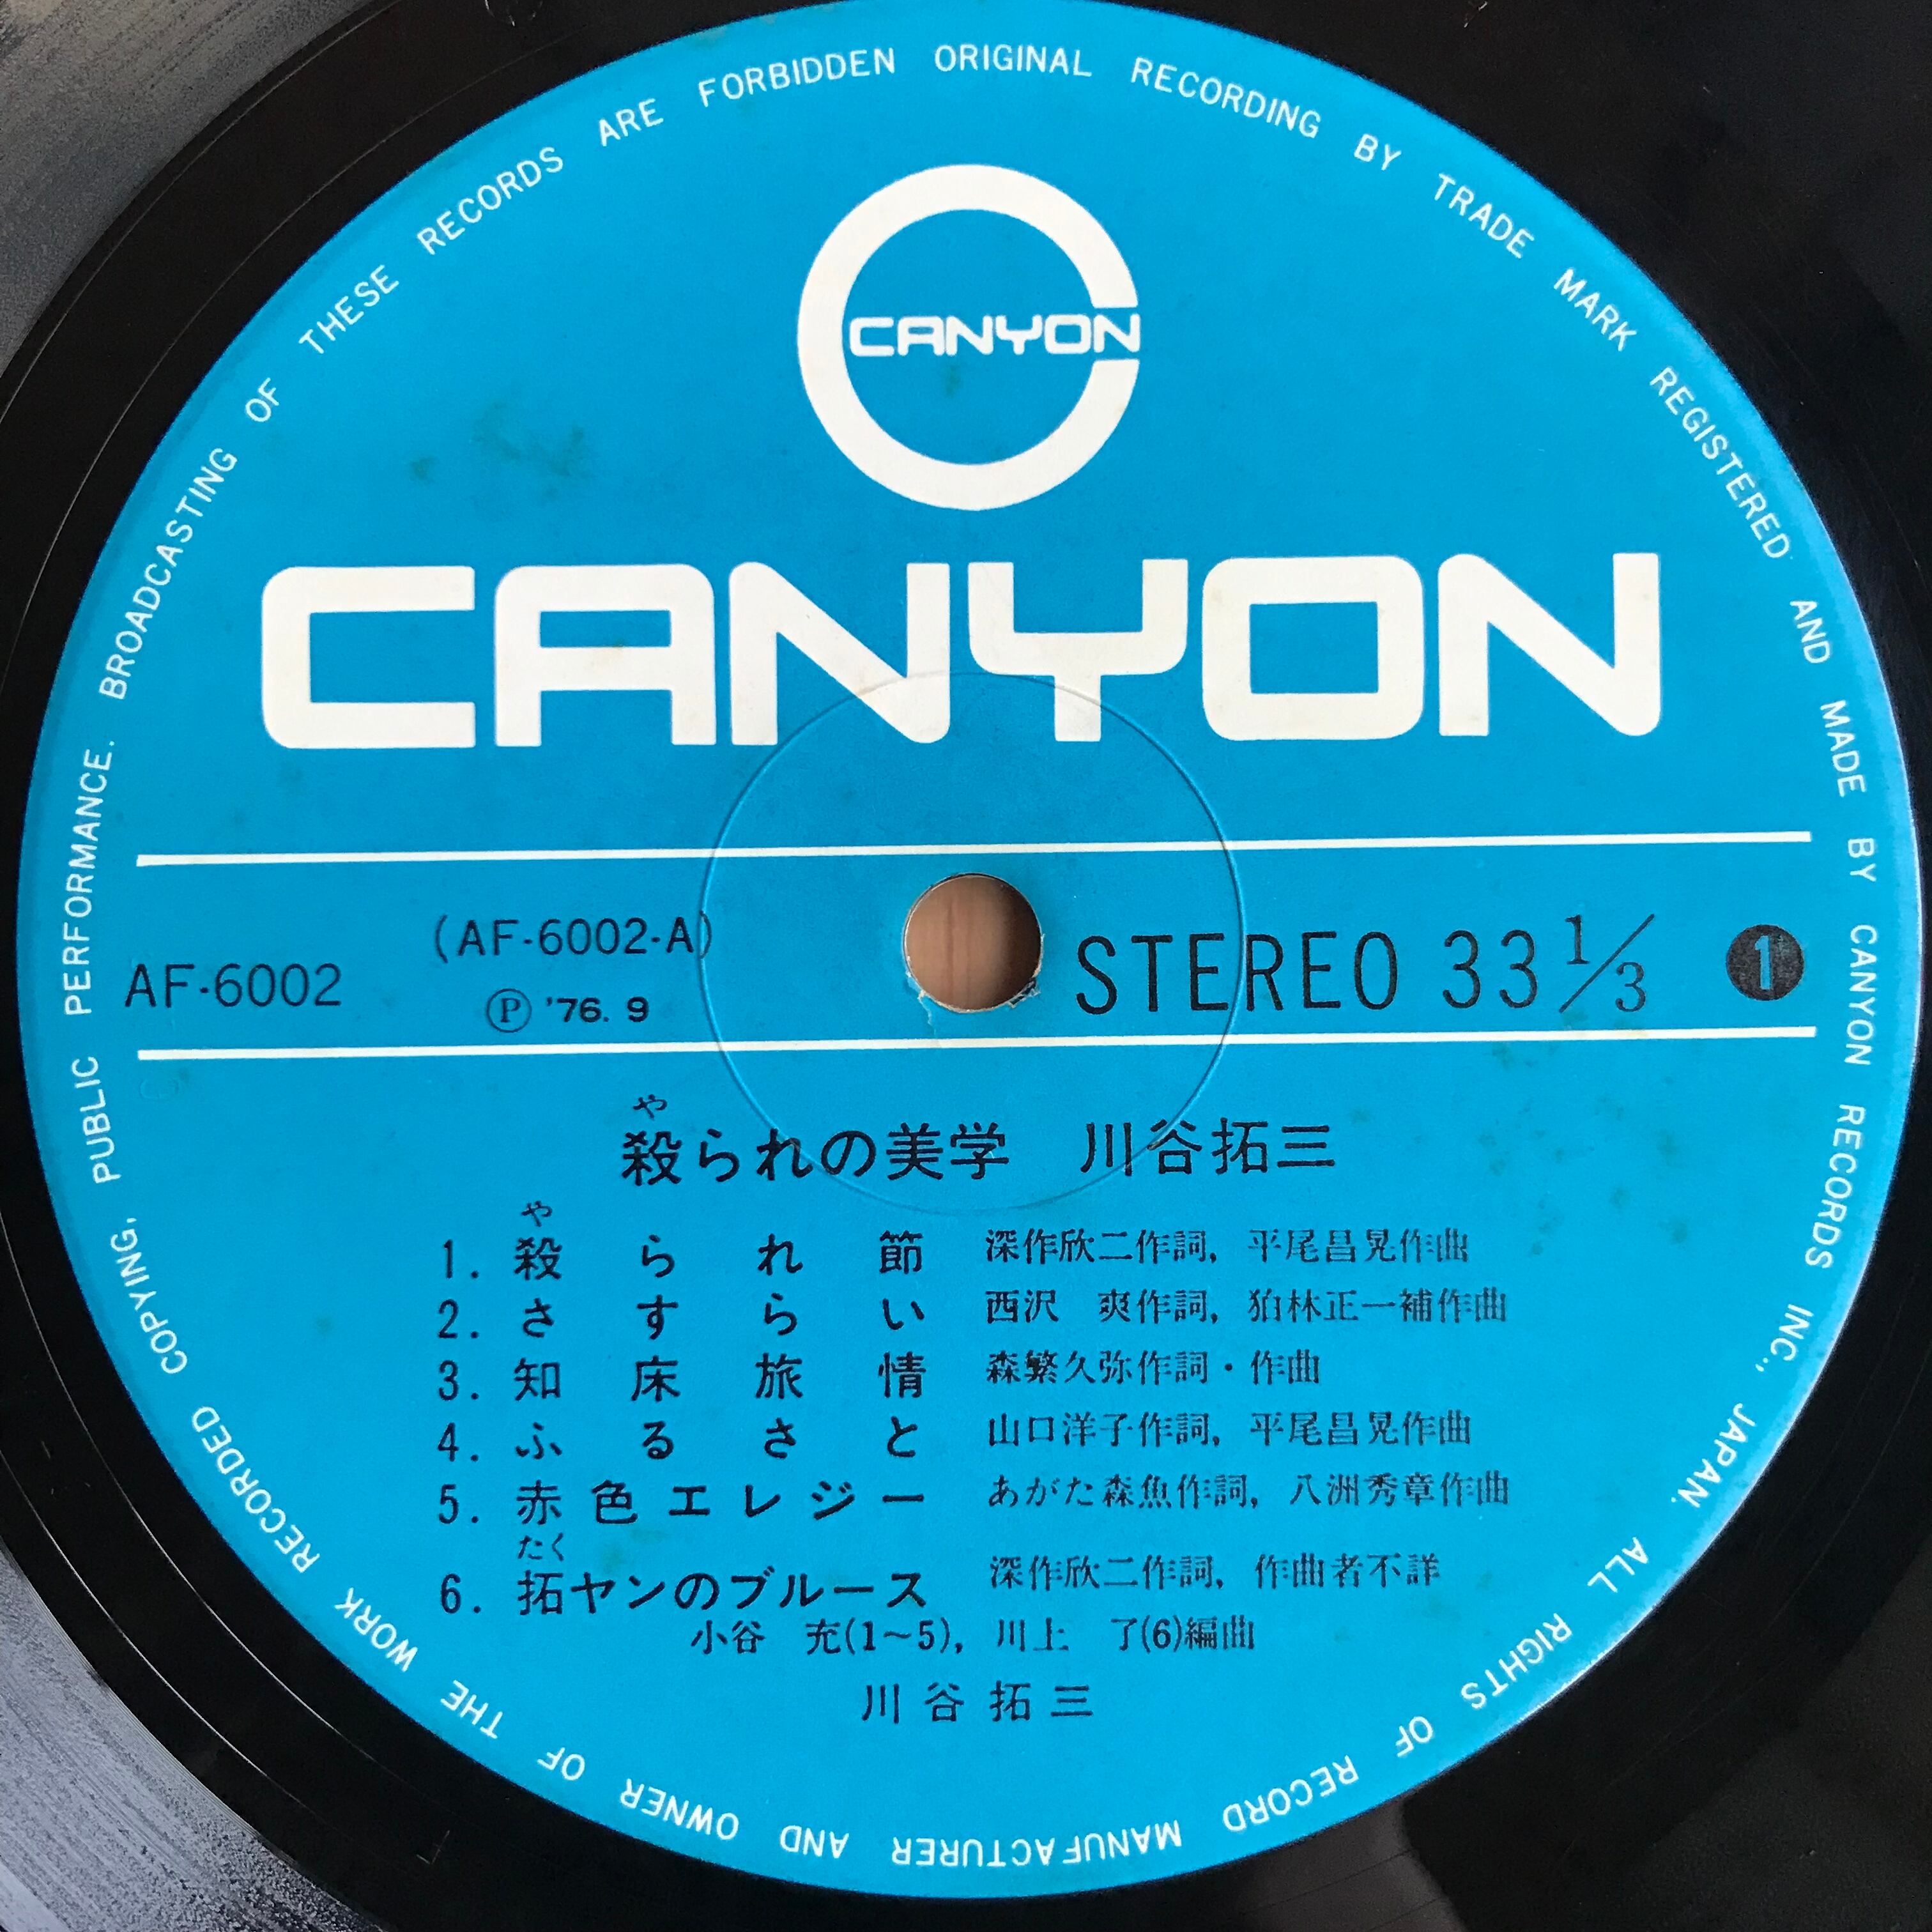 CANYON
CANYON
AF-6002
(AF-6002-A)
Ⓟ '76. 9
STEREO 33 1/3
1
や
殺られの美学 川谷拓三
や
1. 殺られ節 深作欣二作詞, 平尾昌晃作曲
2. さすらい 西沢 爽作詞, 狛林正一補作曲
3. 知床旅情 森繁久弥作詞・作曲
4. ふるさと 山口洋子作詞, 平尾昌晃作曲
5. 赤色エレジー あがた森魚作詞, 八洲秀章作曲
たく
6. 拓ヤンのブルース 深作欣二作詞, 作曲者不詳
小谷 充(1~5), 川上 了(6)編曲
川谷拓三
ORIGINAL RECORDING BY TRADE MARK REGISTERED AND MADE BY CANYON RECORDS INC., JAPAN. ALL RIGHTS OF RECORD MANUFACTURER AND OWNER OF THE WORK RECORDED COPYING, PUBLIC PERFORMANCE. BROADCASTING OF THESE RECORDS ARE FORBIDDEN